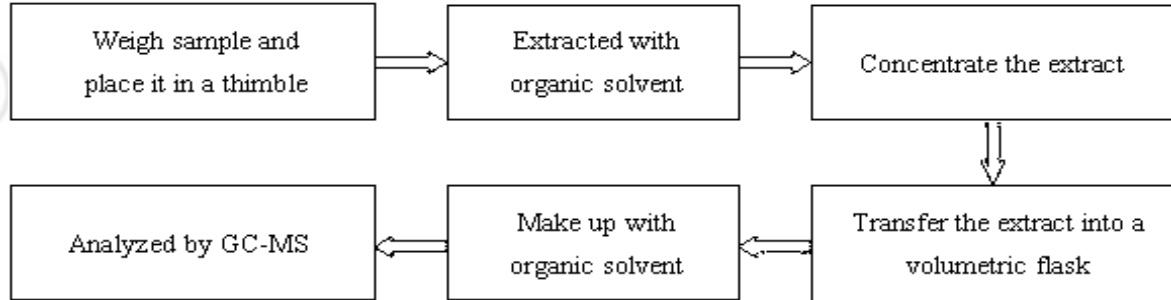 Weigh sample and
place it in a thimble
Extracted with
organic solvent
Concentrate the extract
Transfer the extract into a
volumetric flask
Make up with
organic solvent
Analyzed by GC-MS